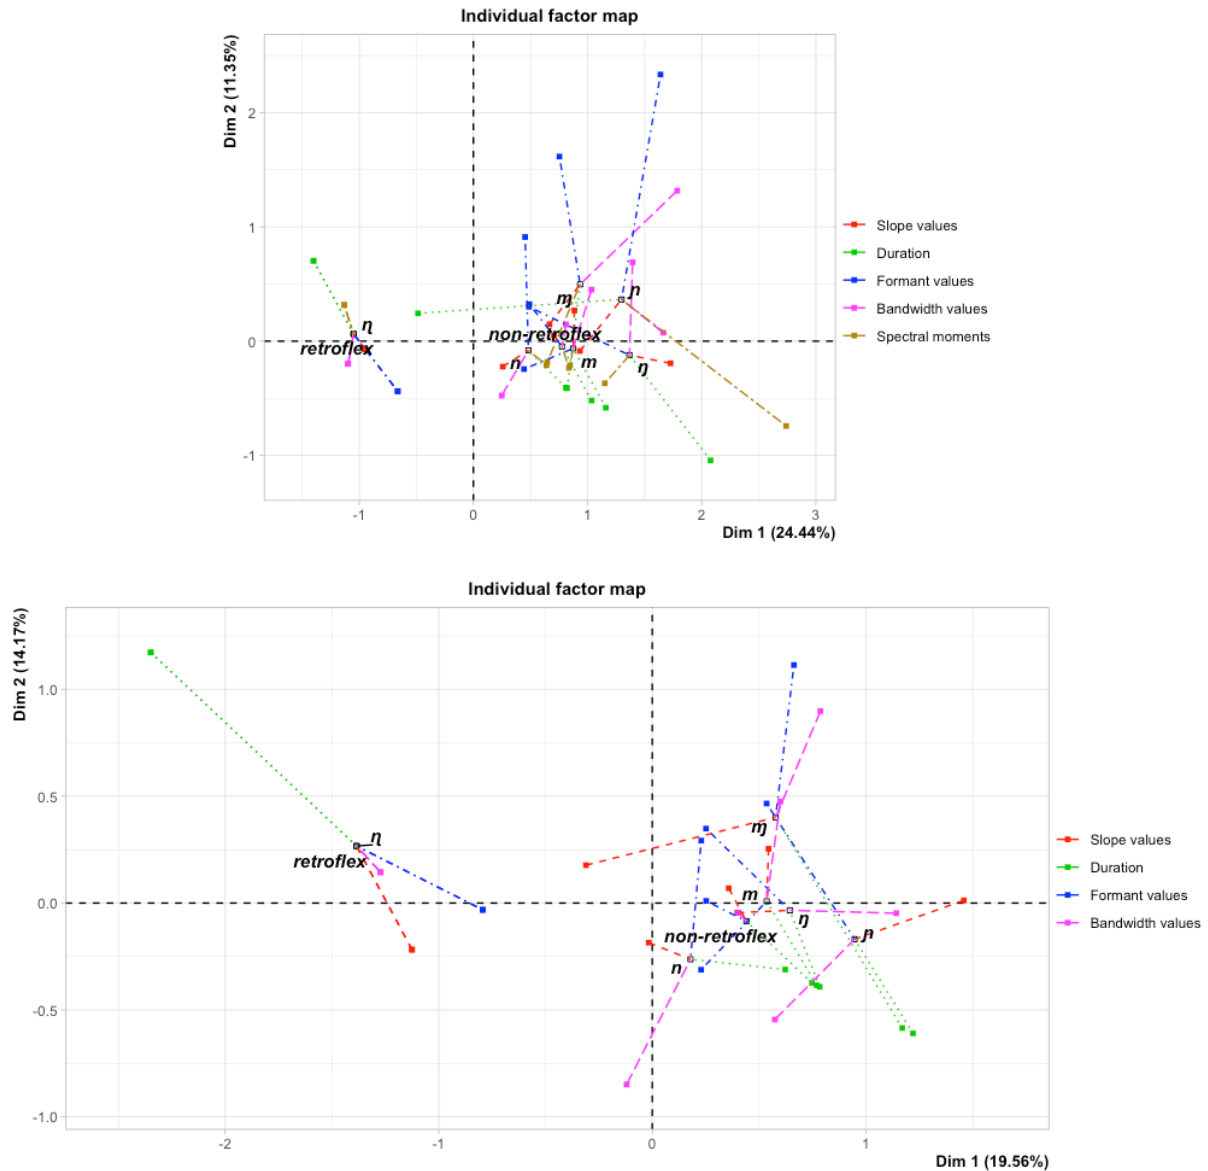 Individual factor map
Dim 2 (11.35%)
2
1
0
-1
ɱ
ɲ
ɳ
retroflex
non-retroflex
n
m
ŋ
-1
0
1
2
3
Dim 1 (24.44%)
Slope values
Duration
Formant values
Bandwidth values
Spectral moments
Individual factor map
Dim 2 (14.17%)
1.0
0.5
0.0
-0.5
-1.0
ɳ
retroflex
ɱ
m
ŋ
non-retroflex
ɲ
n
-2
-1
0
1
Dim 1 (19.56%)
Slope values
Duration
Formant values
Bandwidth values